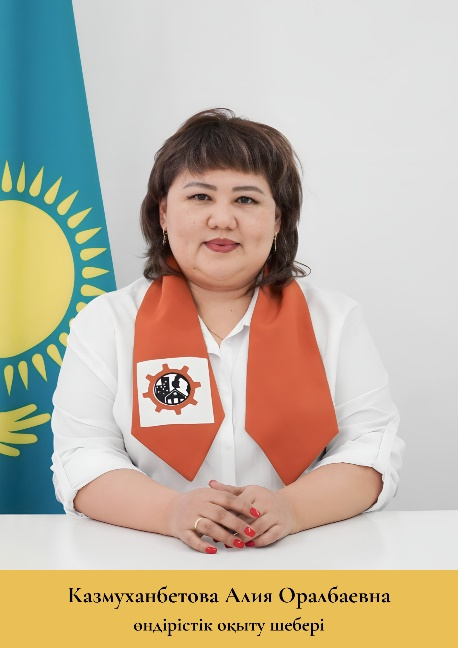 Казмуханбетова Алия Оралбаевна
өндірістік оқыту шебері